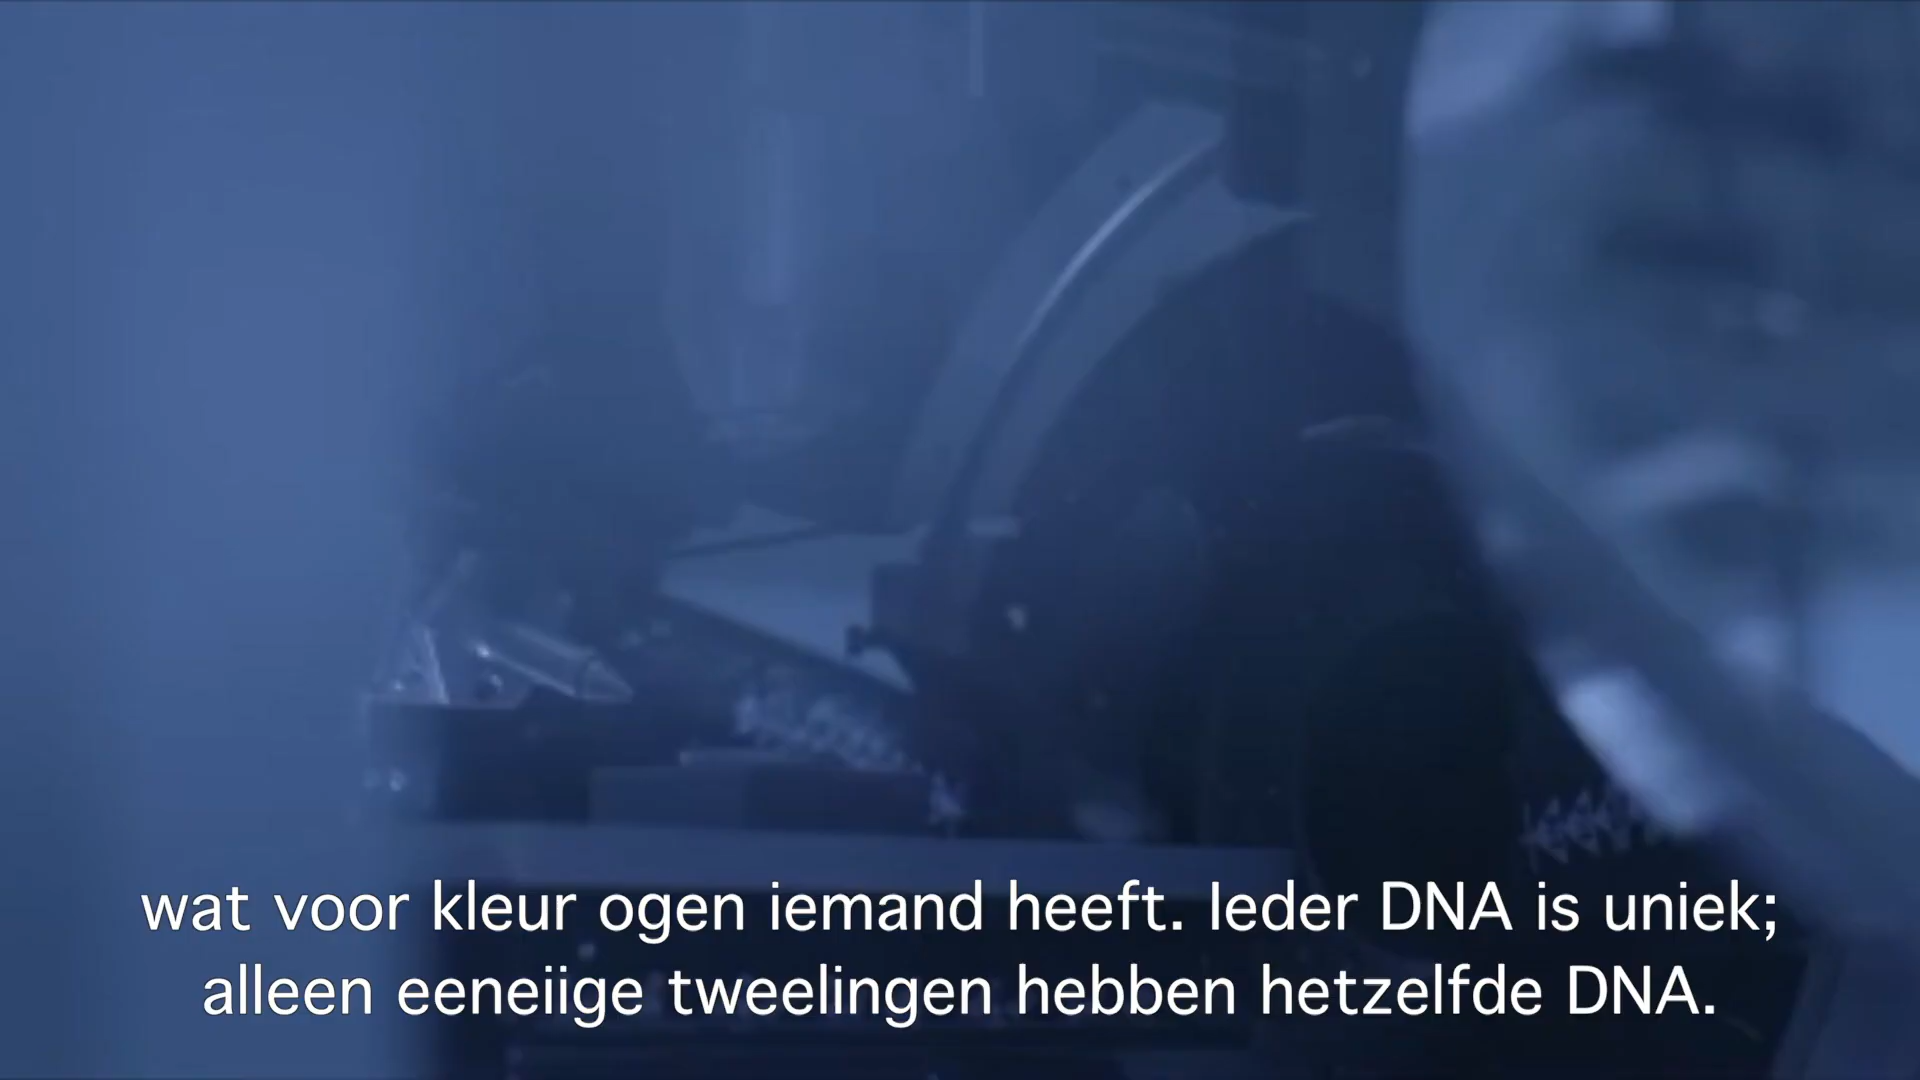 wat voor kleur ogen iemand heeft. Ieder DNA is uniek;
alleen eeneiige tweelingen hebben hetzelfde DNA.